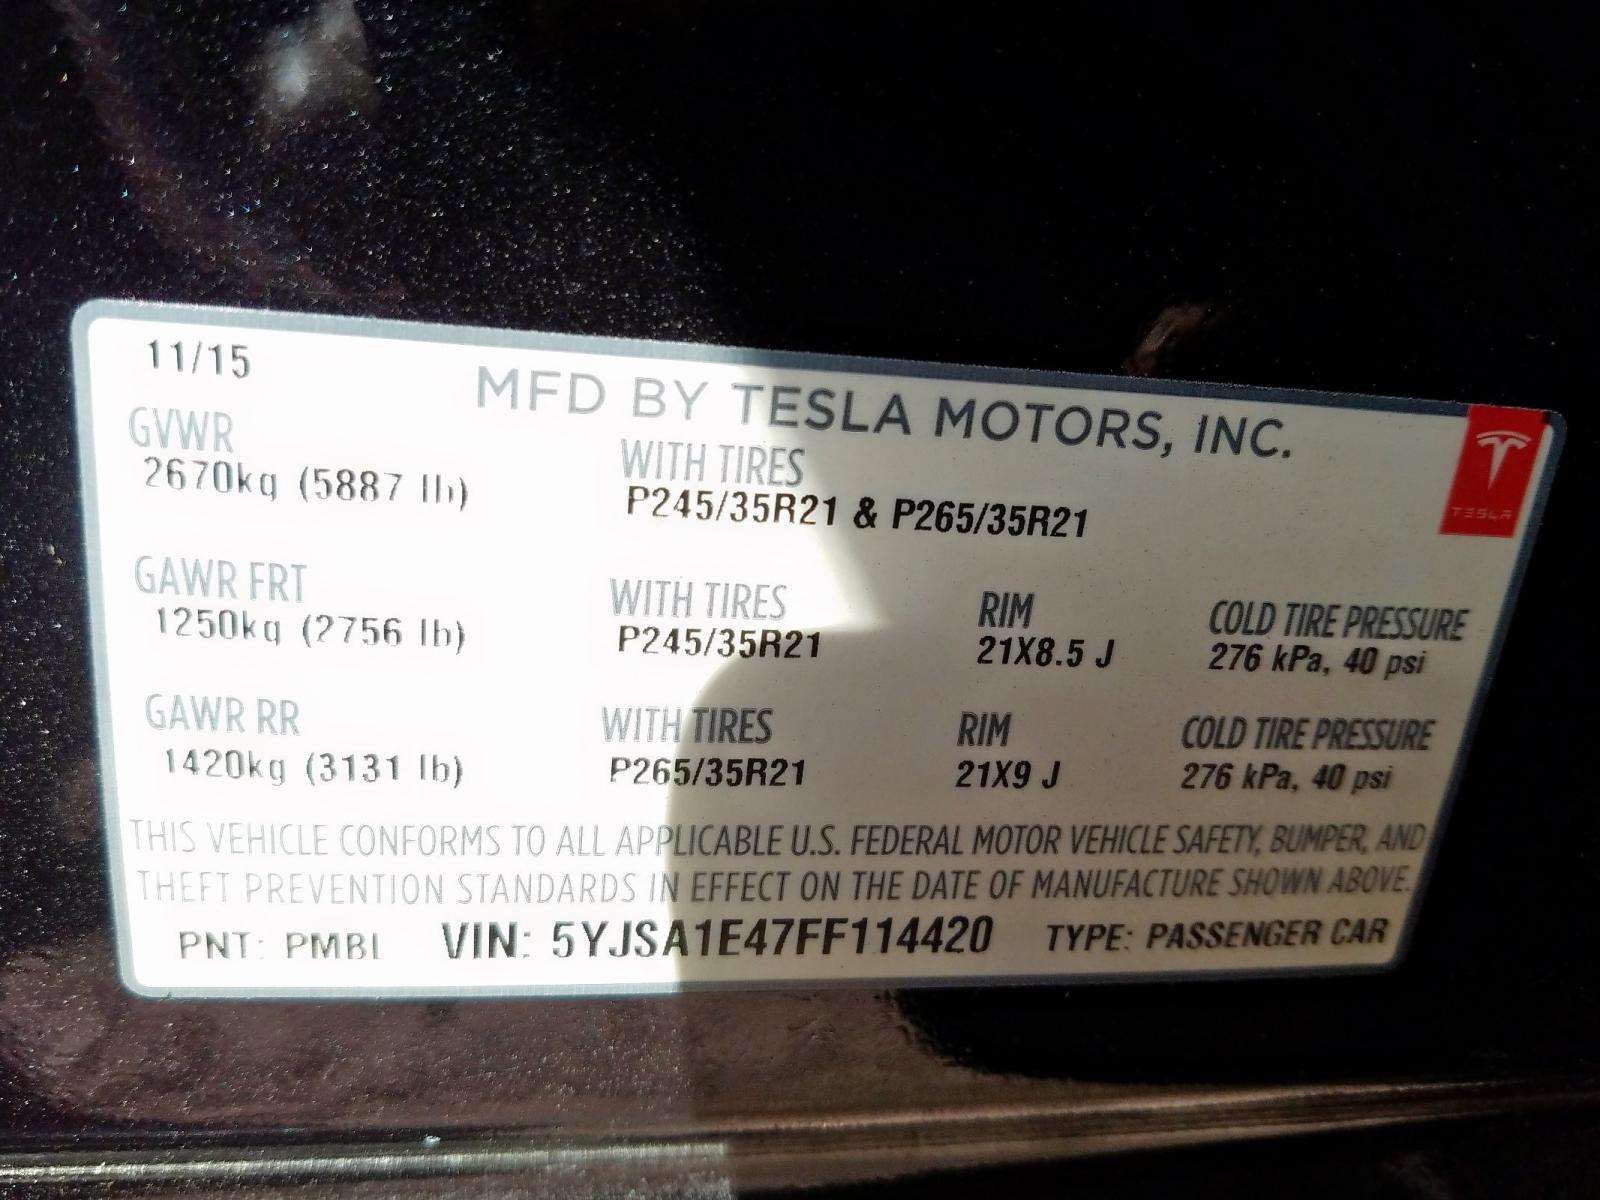 11/15
MFD BY TESLA MOTORS, INC.
GVWR WITH TIRES
2670kg (5887 lb) P245/35R21 & P265/35R21
TESLA
GAWR FRT WITH TIRES RIM COLD TIRE PRESSURE
1250kg (2756 lb) P245/35R21 21X8.5 J 276 kPa, 40 psi
GAWR RR WITH TIRES RIM COLD TIRE PRESSURE
1420kg (3131 lb) P265/35R21 21X9 J 276 kPa, 40 psi
THIS VEHICLE CONFORMS TO ALL APPLICABLE U.S. FEDERAL MOTOR VEHICLE SAFETY, BUMPER, AND
THEFT PREVENTION STANDARDS IN EFFECT ON THE DATE OF MANUFACTURE SHOWN ABOVE.
PNT: PMBL VIN: 5YJSA1E47FF114420 TYPE: PASSENGER CAR